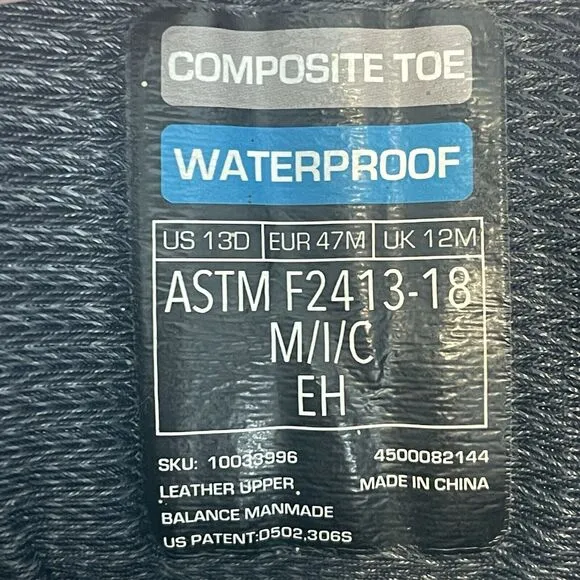 COMPOSITE TOE
WATERPROOF
US 13D EUR 47M UK 12M
ASTM F2413-18
M/I/C
EH
SKU: 10033996 4500082144
LEATHER UPPER MADE IN CHINA
BALANCE MANMADE
US PATENT:D502,306S